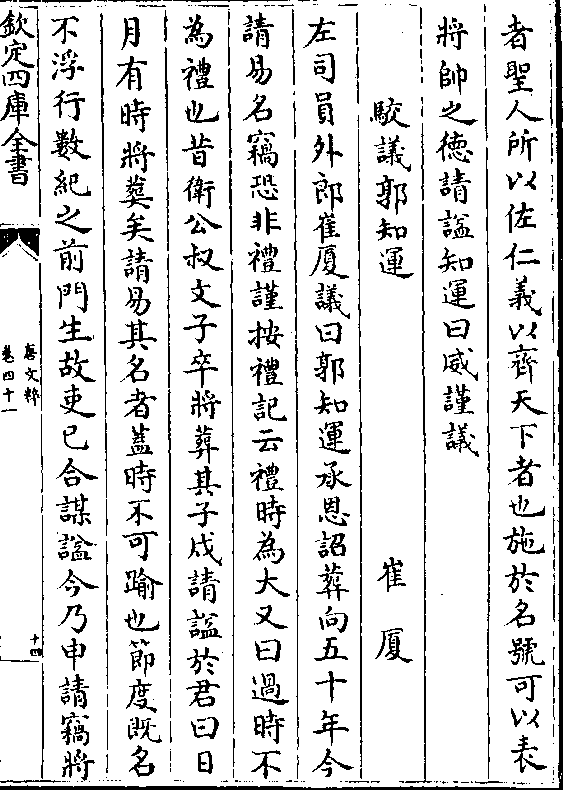 者聖人所以佐仁義以齊天下者也施於名號可以表
將帥之德請諡知運曰威謹議
駮議郭知運　崔厦
左司員外郎崔厦議曰郭知運承恩詔葬向五十年今
請易名竊恐非禮謹按禮記云禮時為大又曰過時不
為禮也昔衛公叔文子卒將葬其子戍請諡於君曰日
月有時將葬矣請易其名者蓋時不可踰也節度既名
不浮行數紀之前門生故吏已合謀諡今乃申請竊將
欽定四庫全書
唐文粹
卷四十一
十四